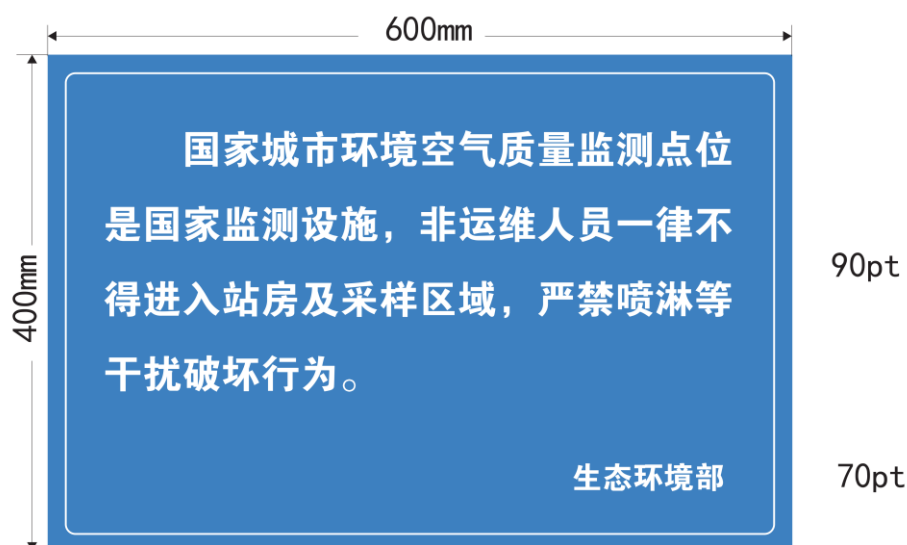 600mm
国家城市环境空气质量监测点位
是国家监测设施，非运维人员一律不
得进入站房及采样区域，严禁喷淋等
干扰破坏行为。
生态环境部
400mm
90pt
70pt